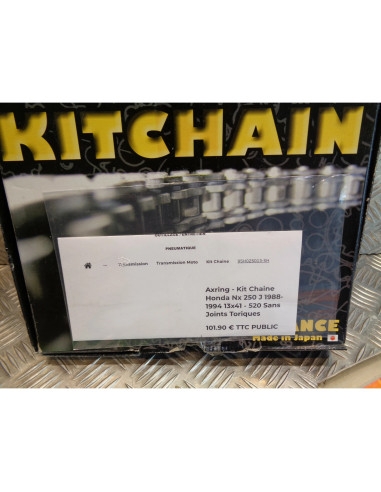 KITCHAIN
PNEUMATIQUE
... Transmission Transmission Moto Kit Chaine
Axring - Kit Chaine
Honda Nx 250 J 1988-
1994 13x41 - 520 Sans
Joints Toriques
101.90 € TTC PUBLIC
ANCE
Made in Japan